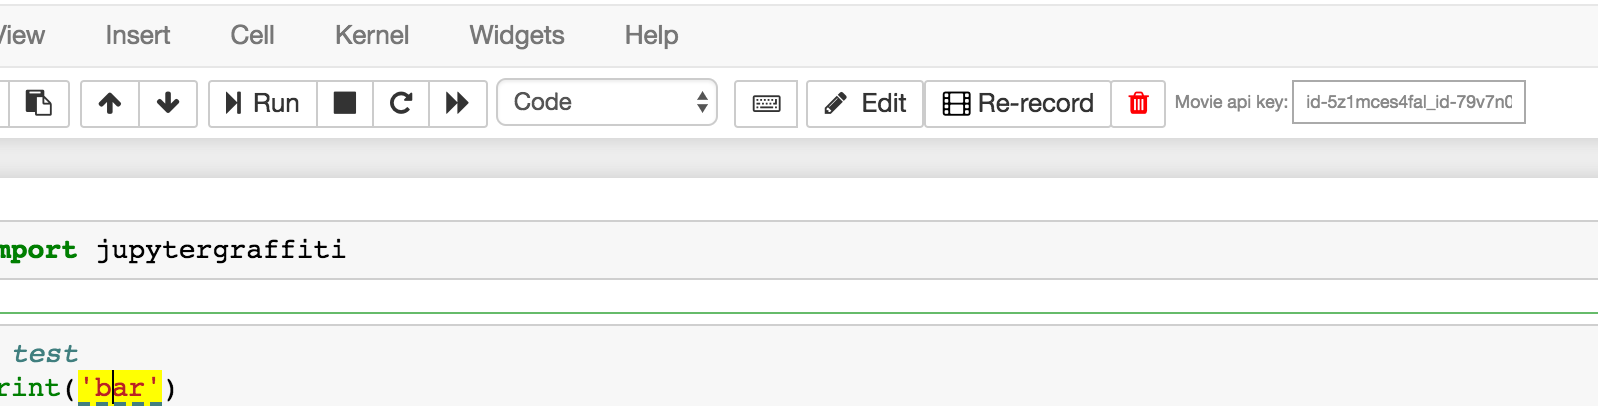 View Insert Cell Kernel Widgets Help
Run Code Edit Re-record Movie api key: id-5z1mces4fal_id-79v7n0
mport jupytergraffiti
test
rint('bar')